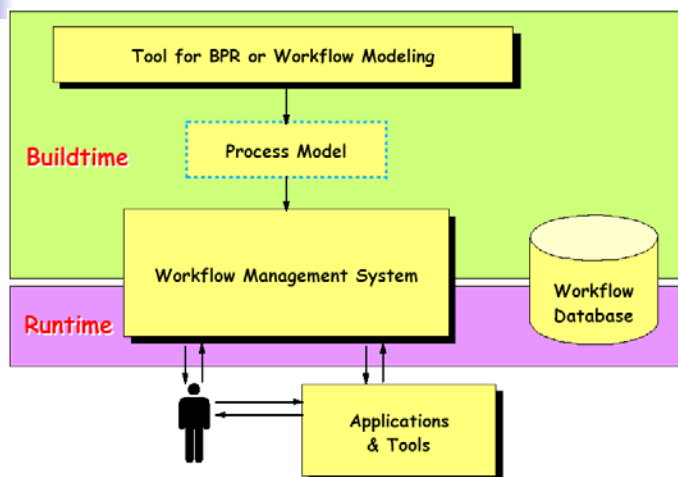 Tool for BPR or Workflow Modeling
Process Model
Buildtime
Workflow Management System
Workflow
Database
Runtime
Applications
& Tools